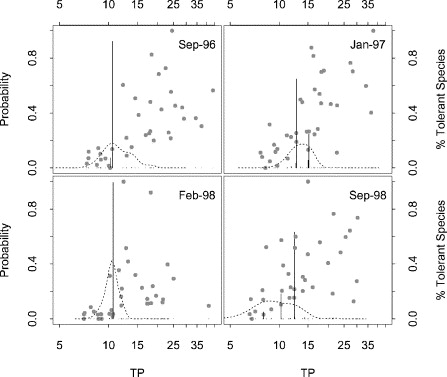 5 10 15 25 35 5 10 15 25 35
Probability 0.0 0.4 0.8 Sep-96 Jan-97 0.0 0.4 0.8 % Tolerant Species
Probability 0.0 0.4 0.8 Feb-98 Sep-98 0.0 0.4 0.8 % Tolerant Species
5 10 15 25 35 5 10 15 25 35
TP TP